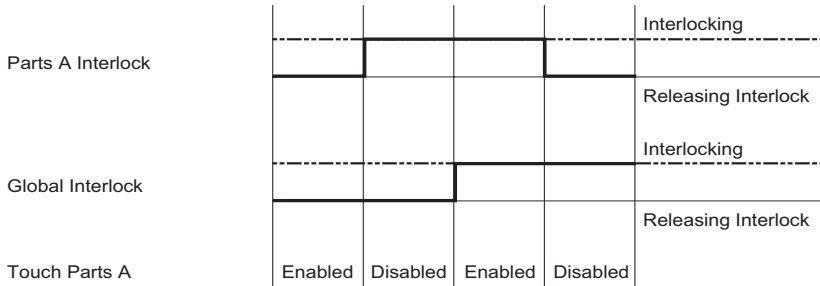 Interlocking
Parts A Interlock
Releasing Interlock
Interlocking
Global Interlock
Releasing Interlock
Touch Parts A Enabled Disabled Enabled Disabled